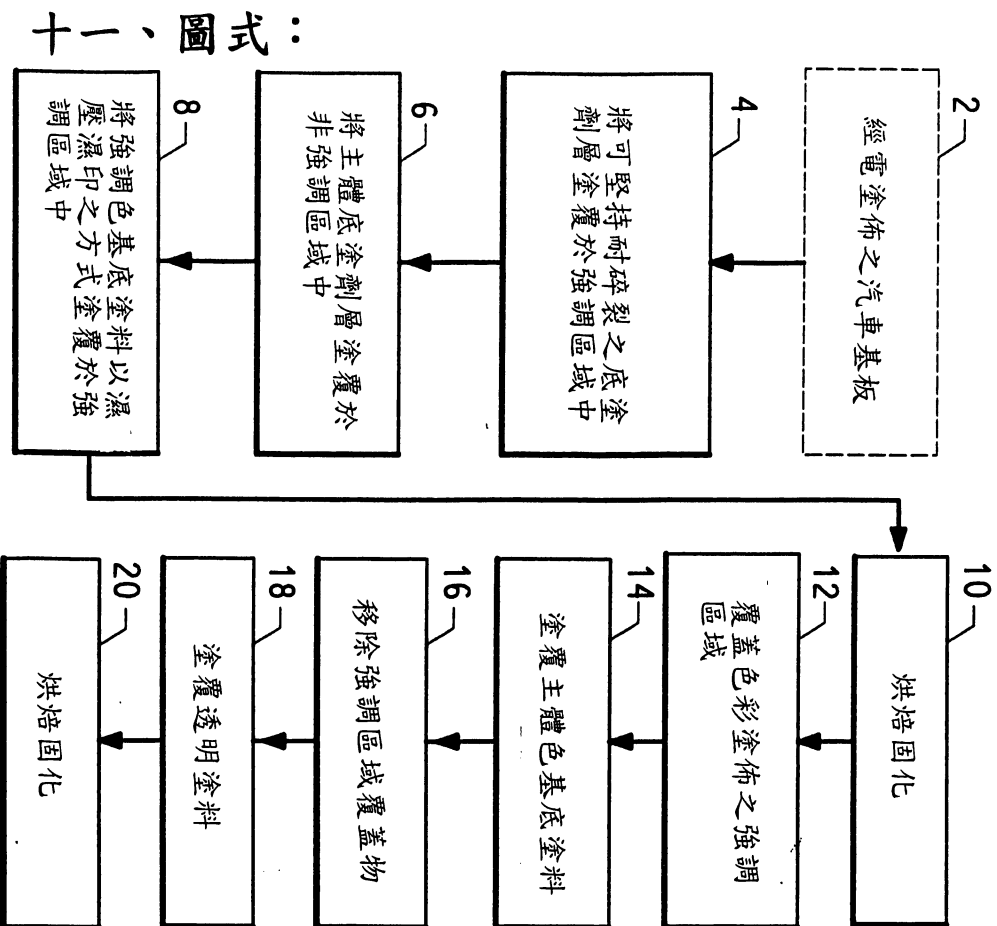 十一、圖式：
2
經電塗佈之汽車基板
4
將可堅持耐碎裂之底塗
劑層塗覆於強調區域中
6
將主體底塗劑層塗覆於
非強調區域中
8
將強調色基底塗料以濕
壓濕印之方式塗覆於強
調區域中
10
烘焙固化
12
覆蓋色彩塗佈之強調
區域
14
塗覆主體色基底塗料
16
移除強調區域覆蓋物
18
塗覆透明塗料
20
烘焙固化